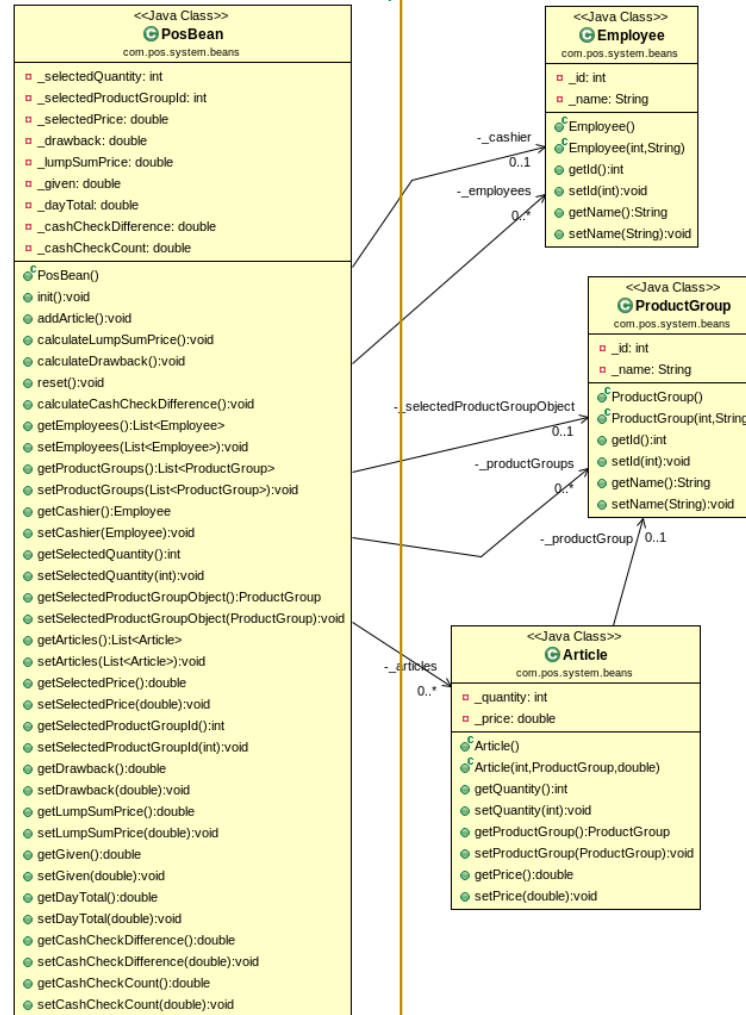 <<Java Class>>
PosBean
com.pos.system.beans
_selectedQuantity: int
_selectedProductGroupId: int
_selectedPrice: double
_drawback: double
_lumpSumPrice: double
_given: double
_dayTotal: double
_cashCheckDifference: double
_cashCheckCount: double
PosBean()
init():void
addArticle():void
calculateLumpSumPrice():void
calculateDrawback():void
reset():void
calculateCashCheckDifference():void
getEmployees():List<Employee>
setEmployees(List<Employee>):void
getProductGroups():List<ProductGroup>
setProductGroups(List<ProductGroup>):void
getCashier():Employee
setCashier(Employee):void
getSelectedQuantity():int
setSelectedQuantity(int):void
getSelectedProductGroupObject():ProductGroup
setSelectedProductGroupObject(ProductGroup):void
getArticles():List<Article>
setArticles(List<Article>):void
getSelectedPrice():double
setSelectedPrice(double):void
getSelectedProductGroupId():int
setSelectedProductGroupId(int):void
getDrawback():double
setDrawback(double):void
getLumpSumPrice():double
setLumpSumPrice(double):void
getGiven():double
setGiven(double):void
getDayTotal():double
setDayTotal(double):void
getCashCheckDifference():double
setCashCheckDifference(double):void
getCashCheckCount():double
setCashCheckCount(double):void
-_cashier
0..1
-_employees
0..*
-_selectedProductGroupObject
0..1
-_productGroups
0..*
-_productGroup
0..1
-_articles
0..*
<<Java Class>>
Employee
com.pos.system.beans
_id: int
_name: String
Employee()
Employee(int,String)
getId():int
setId(int):void
getName():String
setName(String):void
<<Java Class>>
ProductGroup
com.pos.system.beans
_id: int
_name: String
ProductGroup()
ProductGroup(int,String
getId():int
setId(int):void
getName():String
setName(String):void
<<Java Class>>
Article
com.pos.system.beans
_quantity: int
_price: double
Article()
Article(int,ProductGroup,double)
getQuantity():int
setQuantity(int):void
getProductGroup():ProductGroup
setProductGroup(ProductGroup):void
getPrice():double
setPrice(double):void